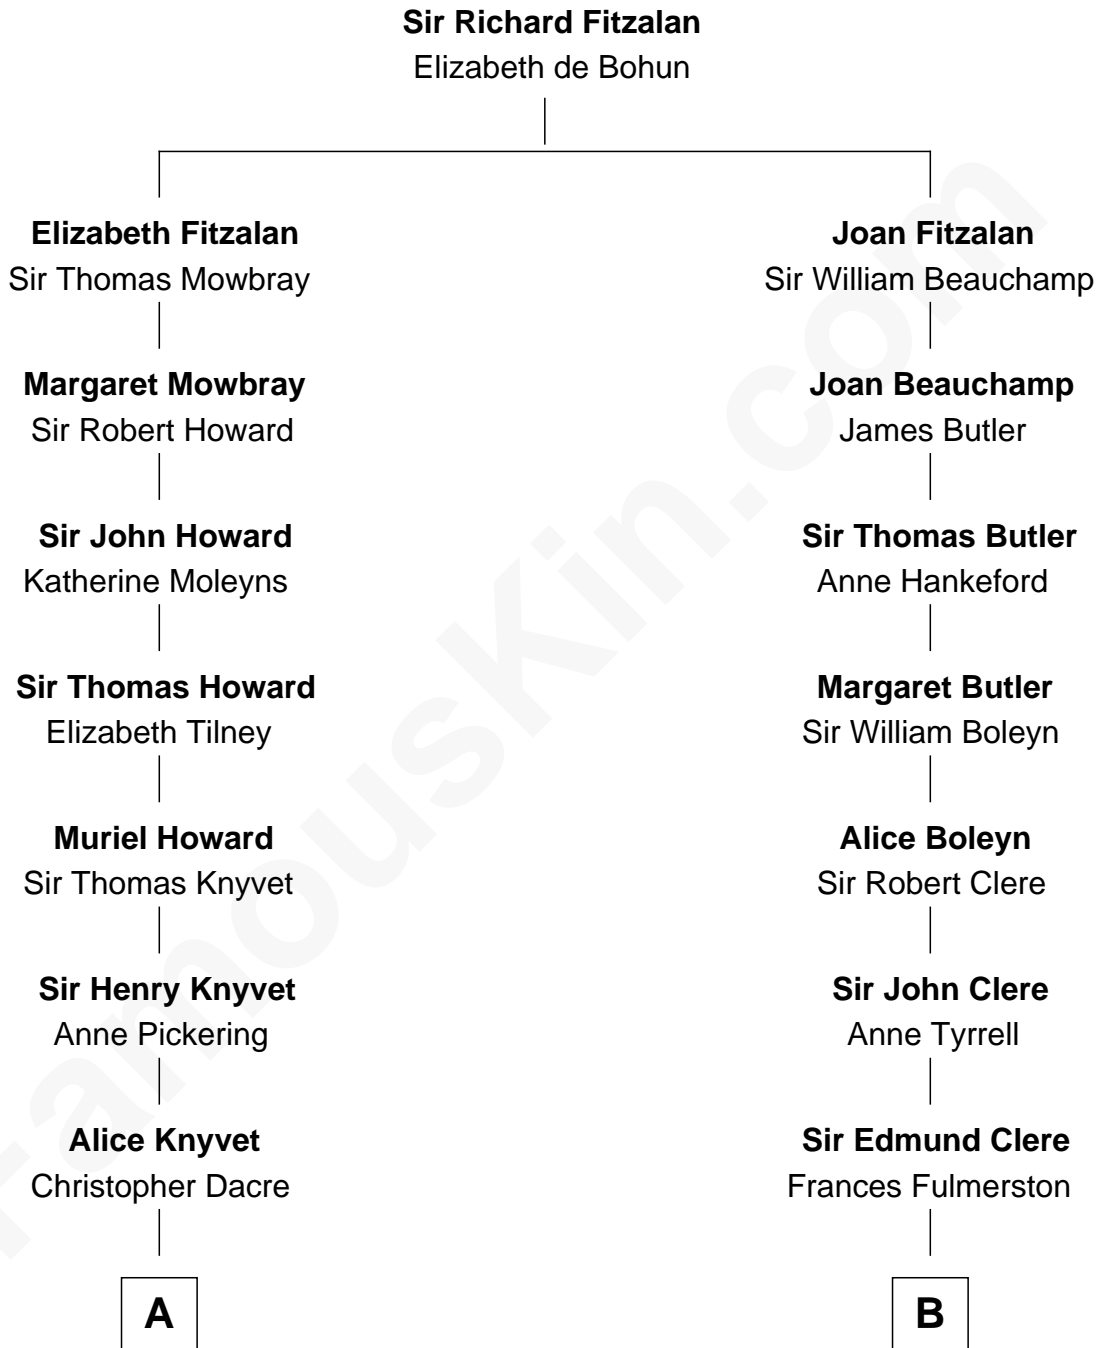 Sir Richard Fitzalan
Elizabeth de Bohun
Elizabeth Fitzalan
Sir Thomas Mowbray
Joan Fitzalan
Sir William Beauchamp
Margaret Mowbray
Sir Robert Howard
Joan Beauchamp
James Butler
Sir John Howard
Katherine Moleyns
Sir Thomas Butler
Anne Hankeford
Sir Thomas Howard
Elizabeth Tilney
Margaret Butler
Sir William Boleyn
Muriel Howard
Sir Thomas Knyvet
Alice Boleyn
Sir Robert Clere
Sir Henry Knyvet
Anne Pickering
Sir John Clere
Anne Tyrrell
Alice Knyvet
Christopher Dacre
Sir Edmund Clere
Frances Fulmerston
A
B
FamousKin.com